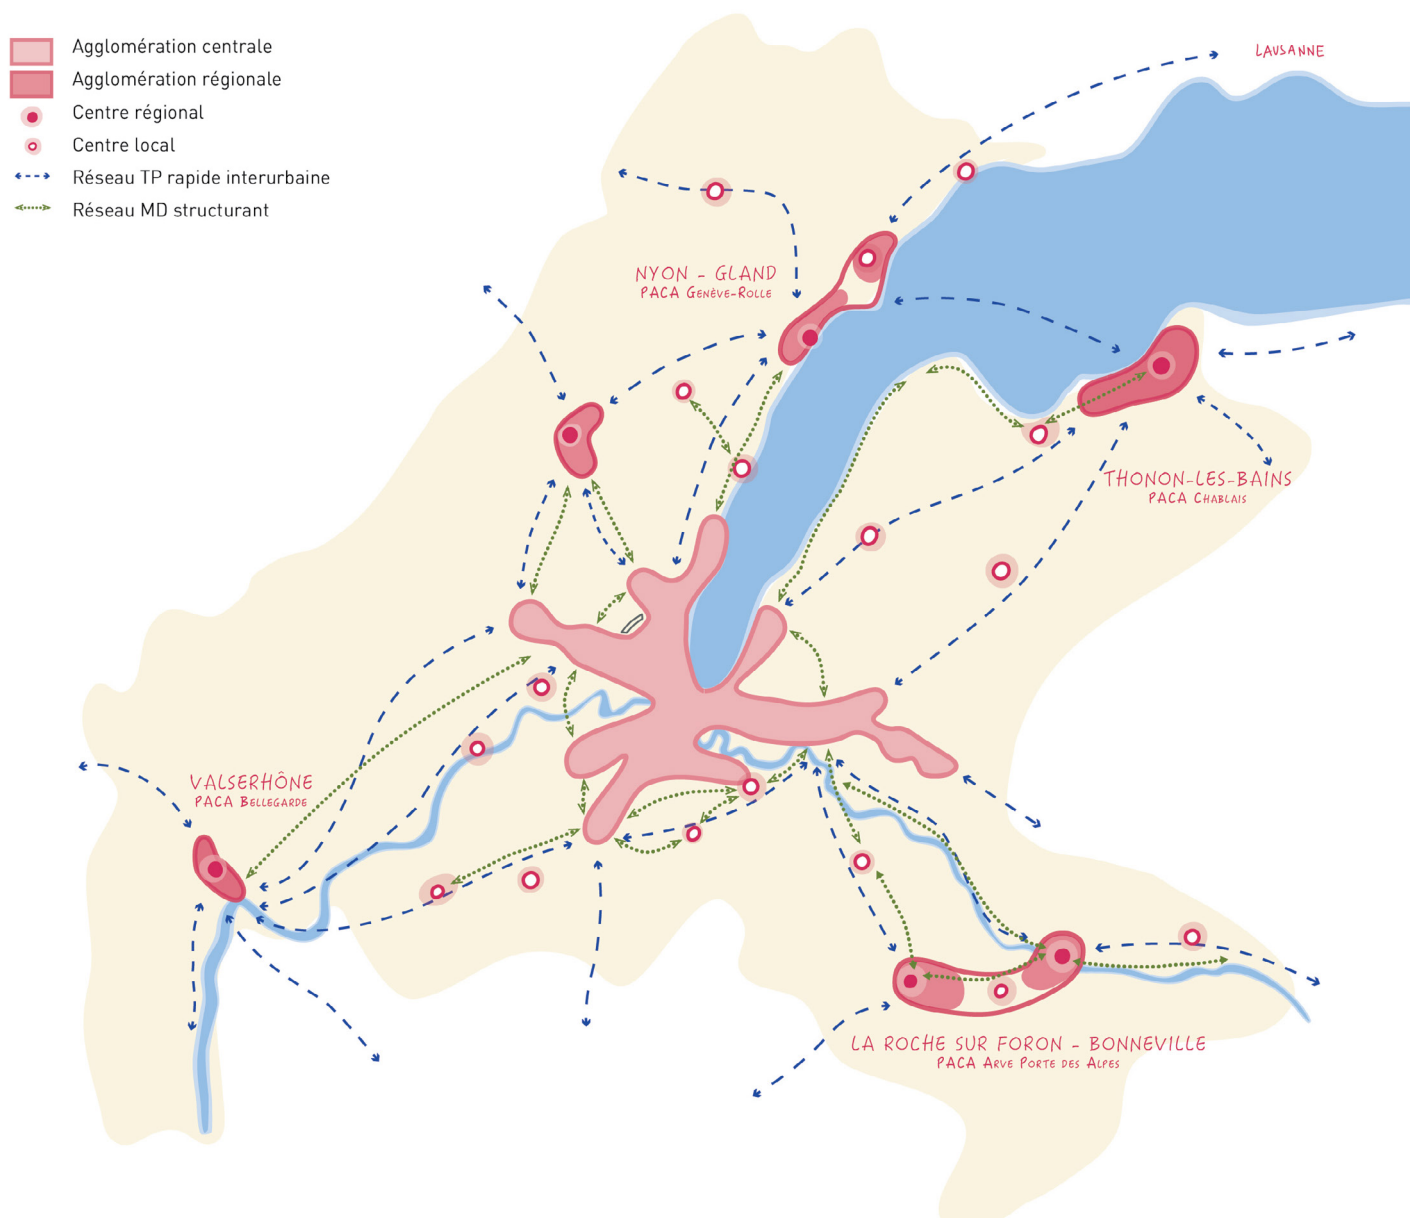 Agglomération centrale
Agglomération régionale
Centre régional
Centre local
Réseau TP rapide interurbaine
Réseau MD structurant
LAUSANNE
NYON - GLAND
PACA GENÈVE-ROLLE
THONON-LES-BAINS
PACA CHABLAIS
VALSERHÔNE
PACA BELLEGARDE
LA ROCHE SUR FORON - BONNEVILLE
PACA ARVE PORTE DES ALPES